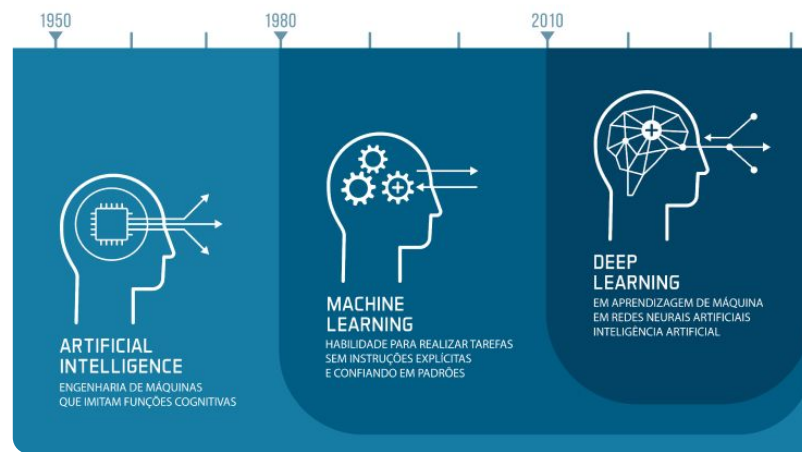 1950
1980
2010
ARTIFICIAL
INTELLIGENCE
ENGENHARIA DE MÁQUINAS
QUE IMITAM FUNÇÕES COGNITIVAS
MACHINE
LEARNING
HABILIDADE PARA REALIZAR TAREFAS
SEM INSTRUÇÕES EXPLÍCITAS
E CONFIANDO EM PADRÕES
DEEP
LEARNING
EM APRENDIZAGEM DE MÁQUINA
EM REDES NEURAIS ARTIFICIAIS
INTELIGÊNCIA ARTIFICIAL